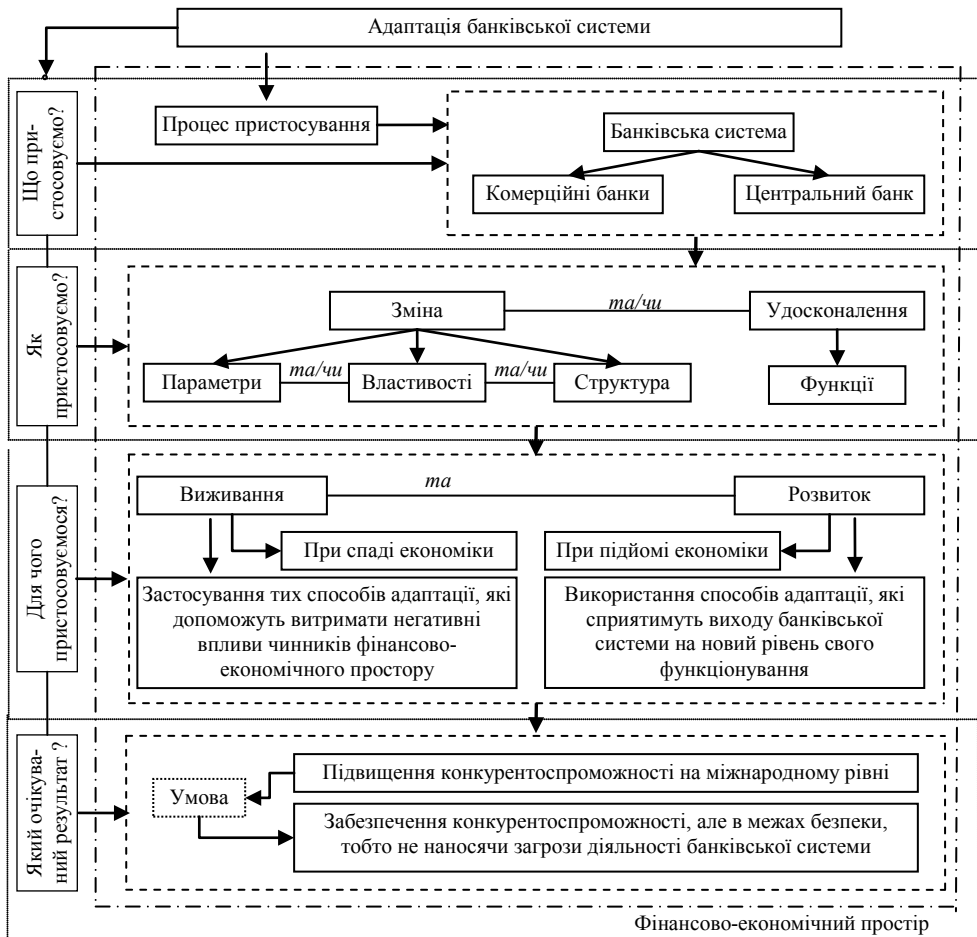 Адаптація банківської системи
Що при-
стосовуємо?
Процес пристосування
Банківська система
Комерційні банки
Центральний банк
Як
пристосовуємо?
Зміна
та/чи
Удосконалення
Параметри
та/чи
Властивості
та/чи
Структура
Функції
Для чого
пристосовуємося?
Виживання
та
Розвиток
При спаді економіки
При підйомі економіки
Застосування тих способів адаптації, які
допоможуть витримати негативні
впливи чинників фінансово-
економічного простору
Використання способів адаптації, які
сприятимуть виходу банківської
системи на новий рівень свого
функціонування
Який очікува-
ний результат ?
Умова
Підвищення конкурентоспроможності на міжнародному рівні
Забезпечення конкурентоспроможності, але в межах безпеки,
тобто не наносячи загрози діяльності банківської системи
Фінансово-економічний простір